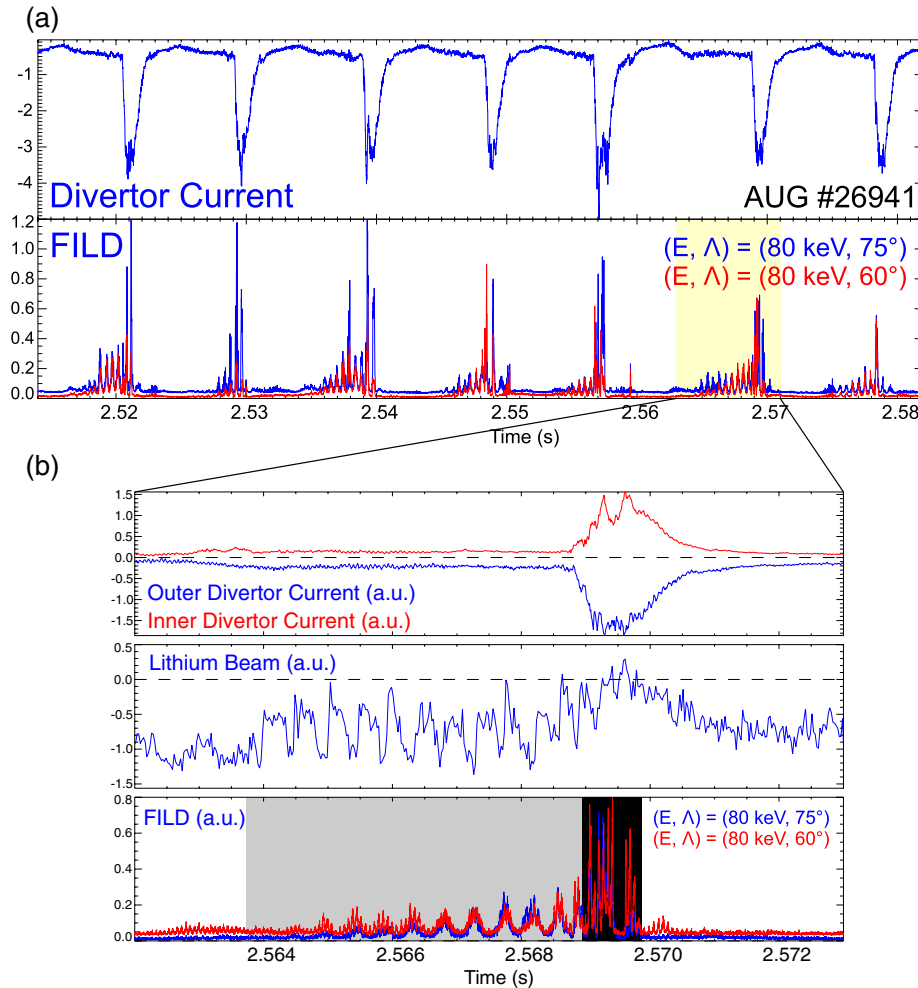 (a)
-1
-2
-3
-4
Divertor Current
AUG #26941
1.2
1.0
0.8
0.6
0.4
0.2
0.0
FILD
(E, Λ) = (80 keV, 75°)
(E, Λ) = (80 keV, 60°)
2.52 2.53 2.54 2.55 2.56 2.57 2.58
Time (s)
(b)
1.5
1.0
0.5
0.0
-0.5
-1.0
-1.5
Outer Divertor Current (a.u.)
Inner Divertor Current (a.u.)
0.5
0.0
-0.5
-1.0
-1.5
Lithium Beam (a.u.)
0.8
0.6
0.4
0.2
0.0
FILD (a.u.)
(E, Λ) = (80 keV, 75°)
(E, Λ) = (80 keV, 60°)
2.564 2.566 2.568 2.570 2.572
Time (s)